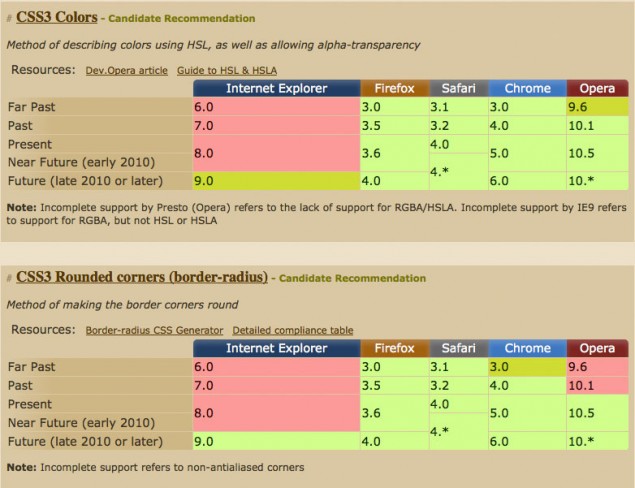 # CSS3 Colors - Candidate Recommendation
Method of describing colors using HSL, as well as allowing alpha-transparency
Resources: Dev.Opera article Guide to HSL & HSLA
Internet Explorer Firefox Safari Chrome Opera
Far Past 6.0 3.0 3.1 3.0 9.6
Past 7.0 3.5 3.2 4.0 10.1
Present 8.0 3.6 4.0 5.0 10.5
Near Future (early 2010) 4.*
Future (late 2010 or later) 9.0 4.0 6.0 10.*
Note: Incomplete support by Presto (Opera) refers to the lack of support for RGBA/HSLA. Incomplete support by IE9 refers
to support for RGBA, but not HSL or HSLA
# CSS3 Rounded corners (border-radius) - Candidate Recommendation
Method of making the border corners round
Resources: Border-radius CSS Generator Detailed compliance table
Internet Explorer Firefox Safari Chrome Opera
Far Past 6.0 3.0 3.1 3.0 9.6
Past 7.0 3.5 3.2 4.0 10.1
Present 8.0 3.6 4.0 5.0 10.5
Near Future (early 2010) 4.*
Future (late 2010 or later) 9.0 4.0 6.0 10.*
Note: Incomplete support refers to non-antialiased corners